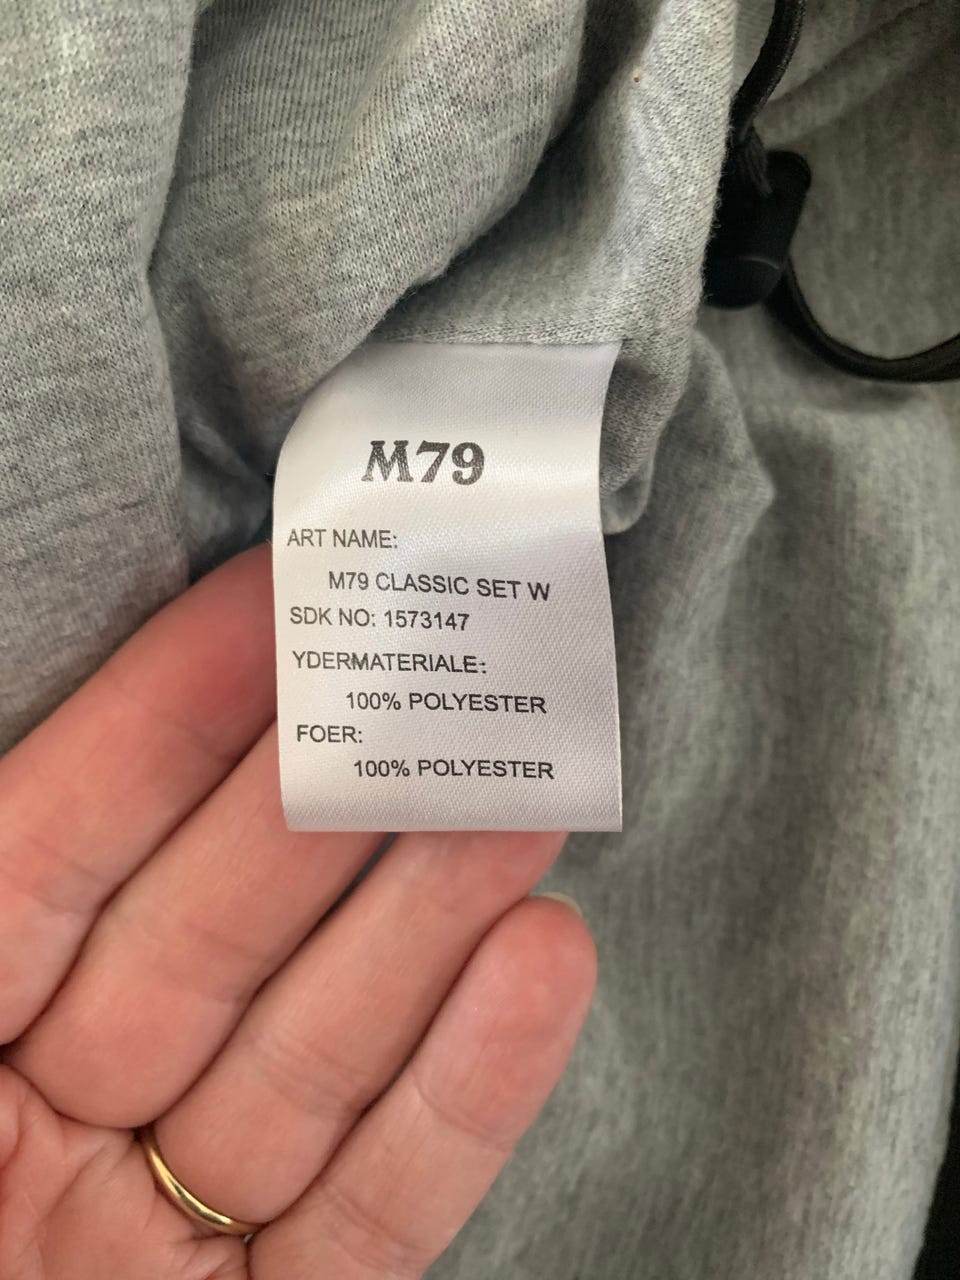 M79
ART NAME:
M79 CLASSIC SET W
SDK NO: 1573147
YDERMATERIALE:
100% POLYESTER
FOER:
100% POLYESTER